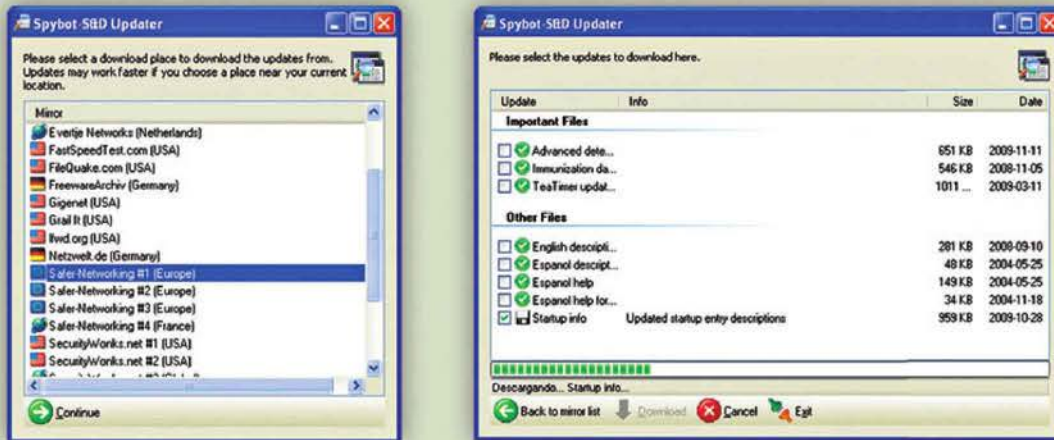 Spybot-S&D Updater
Please select a download place to download the updates from.
Updates may work faster if you choose a place near your current
location.
Mirror
Evertje Networks (Netherlands)
FastSpeedTest.com (USA)
FileQuake.com (USA)
FreewareArchiv (Germany)
Gigenet (USA)
Grail It (USA)
lfwd.org (USA)
Netzwelt.de (Germany)
Safer-Networking #1 (Europe)
Safer-Networking #2 (Europe)
Safer-Networking #3 (Europe)
Safer-Networking #4 (France)
SecurityWonks.net #1 (USA)
SecurityWonks.net #2 (USA)
Continue
Spybot-S&D Updater
Please select the updates to download here.
Update Info Size Date
Important Files
Advanced dete... 651 KB 2009-11-11
Immunization da... 546 KB 2008-11-05
TeaTimer updat... 1011 ... 2009-03-11
Other Files
English descripti... 281 KB 2008-09-10
Espanol descript... 48 KB 2004-05-25
Espanol help 149 KB 2004-05-25
Espanol help for... 34 KB 2004-11-18
Startup info Updated startup entry descriptions 959 KB 2009-10-28
Descargando... Startup info...
Back to mirror list Download Cancel Exit